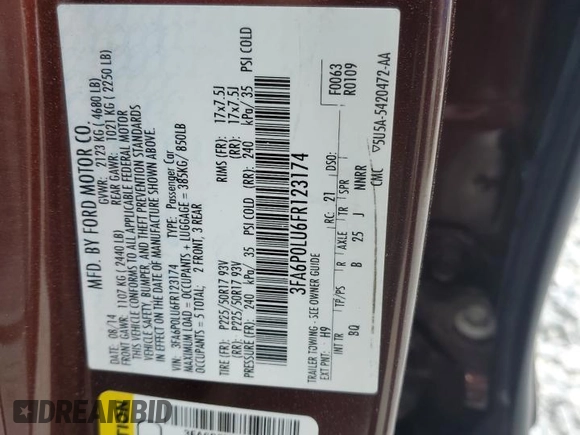 MFD. BY FORD MOTOR CO.
DATE: 08/14 GVWR: 2123 KG ( 4680 LB)
FRONT GAWR: 1107 KG ( 2440 LB) REAR GAWR: 1021 KG ( 2250 LB)
THIS VEHICLE CONFORMS TO ALL APPLICABLE FEDERAL MOTOR
VEHICLE SAFETY, BUMPER, AND THEFT PREVENTION STANDARDS
IN EFFECT ON THE DATE OF MANUFACTURE SHOWN ABOVE.
VIN: 3FA6P0LU6FR123174 TYPE: Passenger Car
MAXIMUM LOAD = OCCUPANTS + LUGGAGE = 385KG/ 850LB
OCCUPANTS = 5 TOTAL; 2 FRONT, 3 REAR
TIRE (FR): P225/50R17 93V RIMS (FR): 17x7.5J
(RR): P225/50R17 93V (RR): 17x7.5J
PRESSURE (FR): 240 kPa/ 35 PSI COLD (RR): 240 kPa/ 35 PSI COLD
3FA6P0LU6FR123174
F0063
R0109
TRAILER TOWING - SEE OWNER GUIDE
EXT PNT: H9 RC: 21 DSO:
INT TR TP/PS R AXLE TR SPR
BQ B 25 J NNRR
CMC ▽5U5A-5420472-AA
DREAMBID